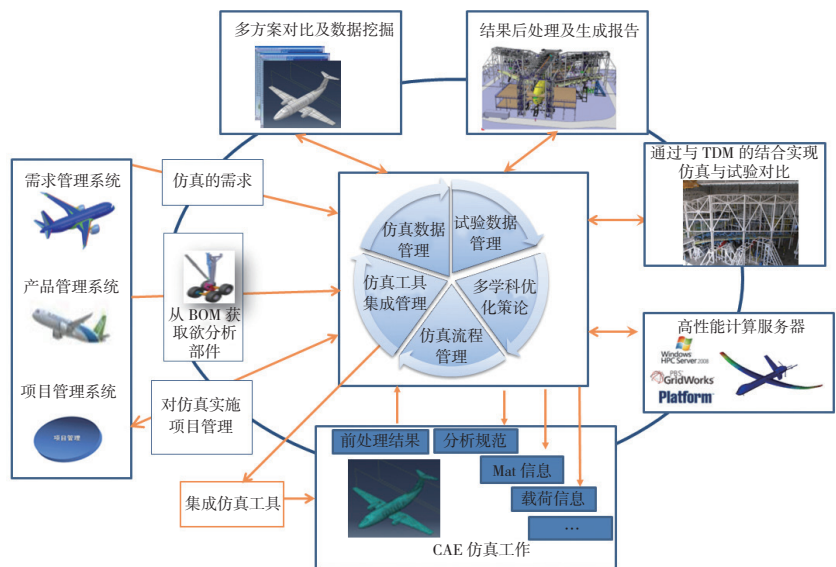 多方案对比及数据挖掘
结果后处理及生成报告
通过与 TDM 的结合实现
仿真与试验对比
需求管理系统
产品管理系统
项目管理系统
项目管理
仿真的需求
从 BOM 获
取欲分析
部件
对仿真实施
项目管理
仿真数据
管理
试验数据
管理
仿真工具
集成管理
多学科优
化策论
仿真流程
管理
高性能计算服务器
Windows
HPC Server 2008
PBS
GridWorks
Platform
集成仿真工具
前处理结果
分析规范
Mat 信息
载荷信息
…
CAE 仿真工作